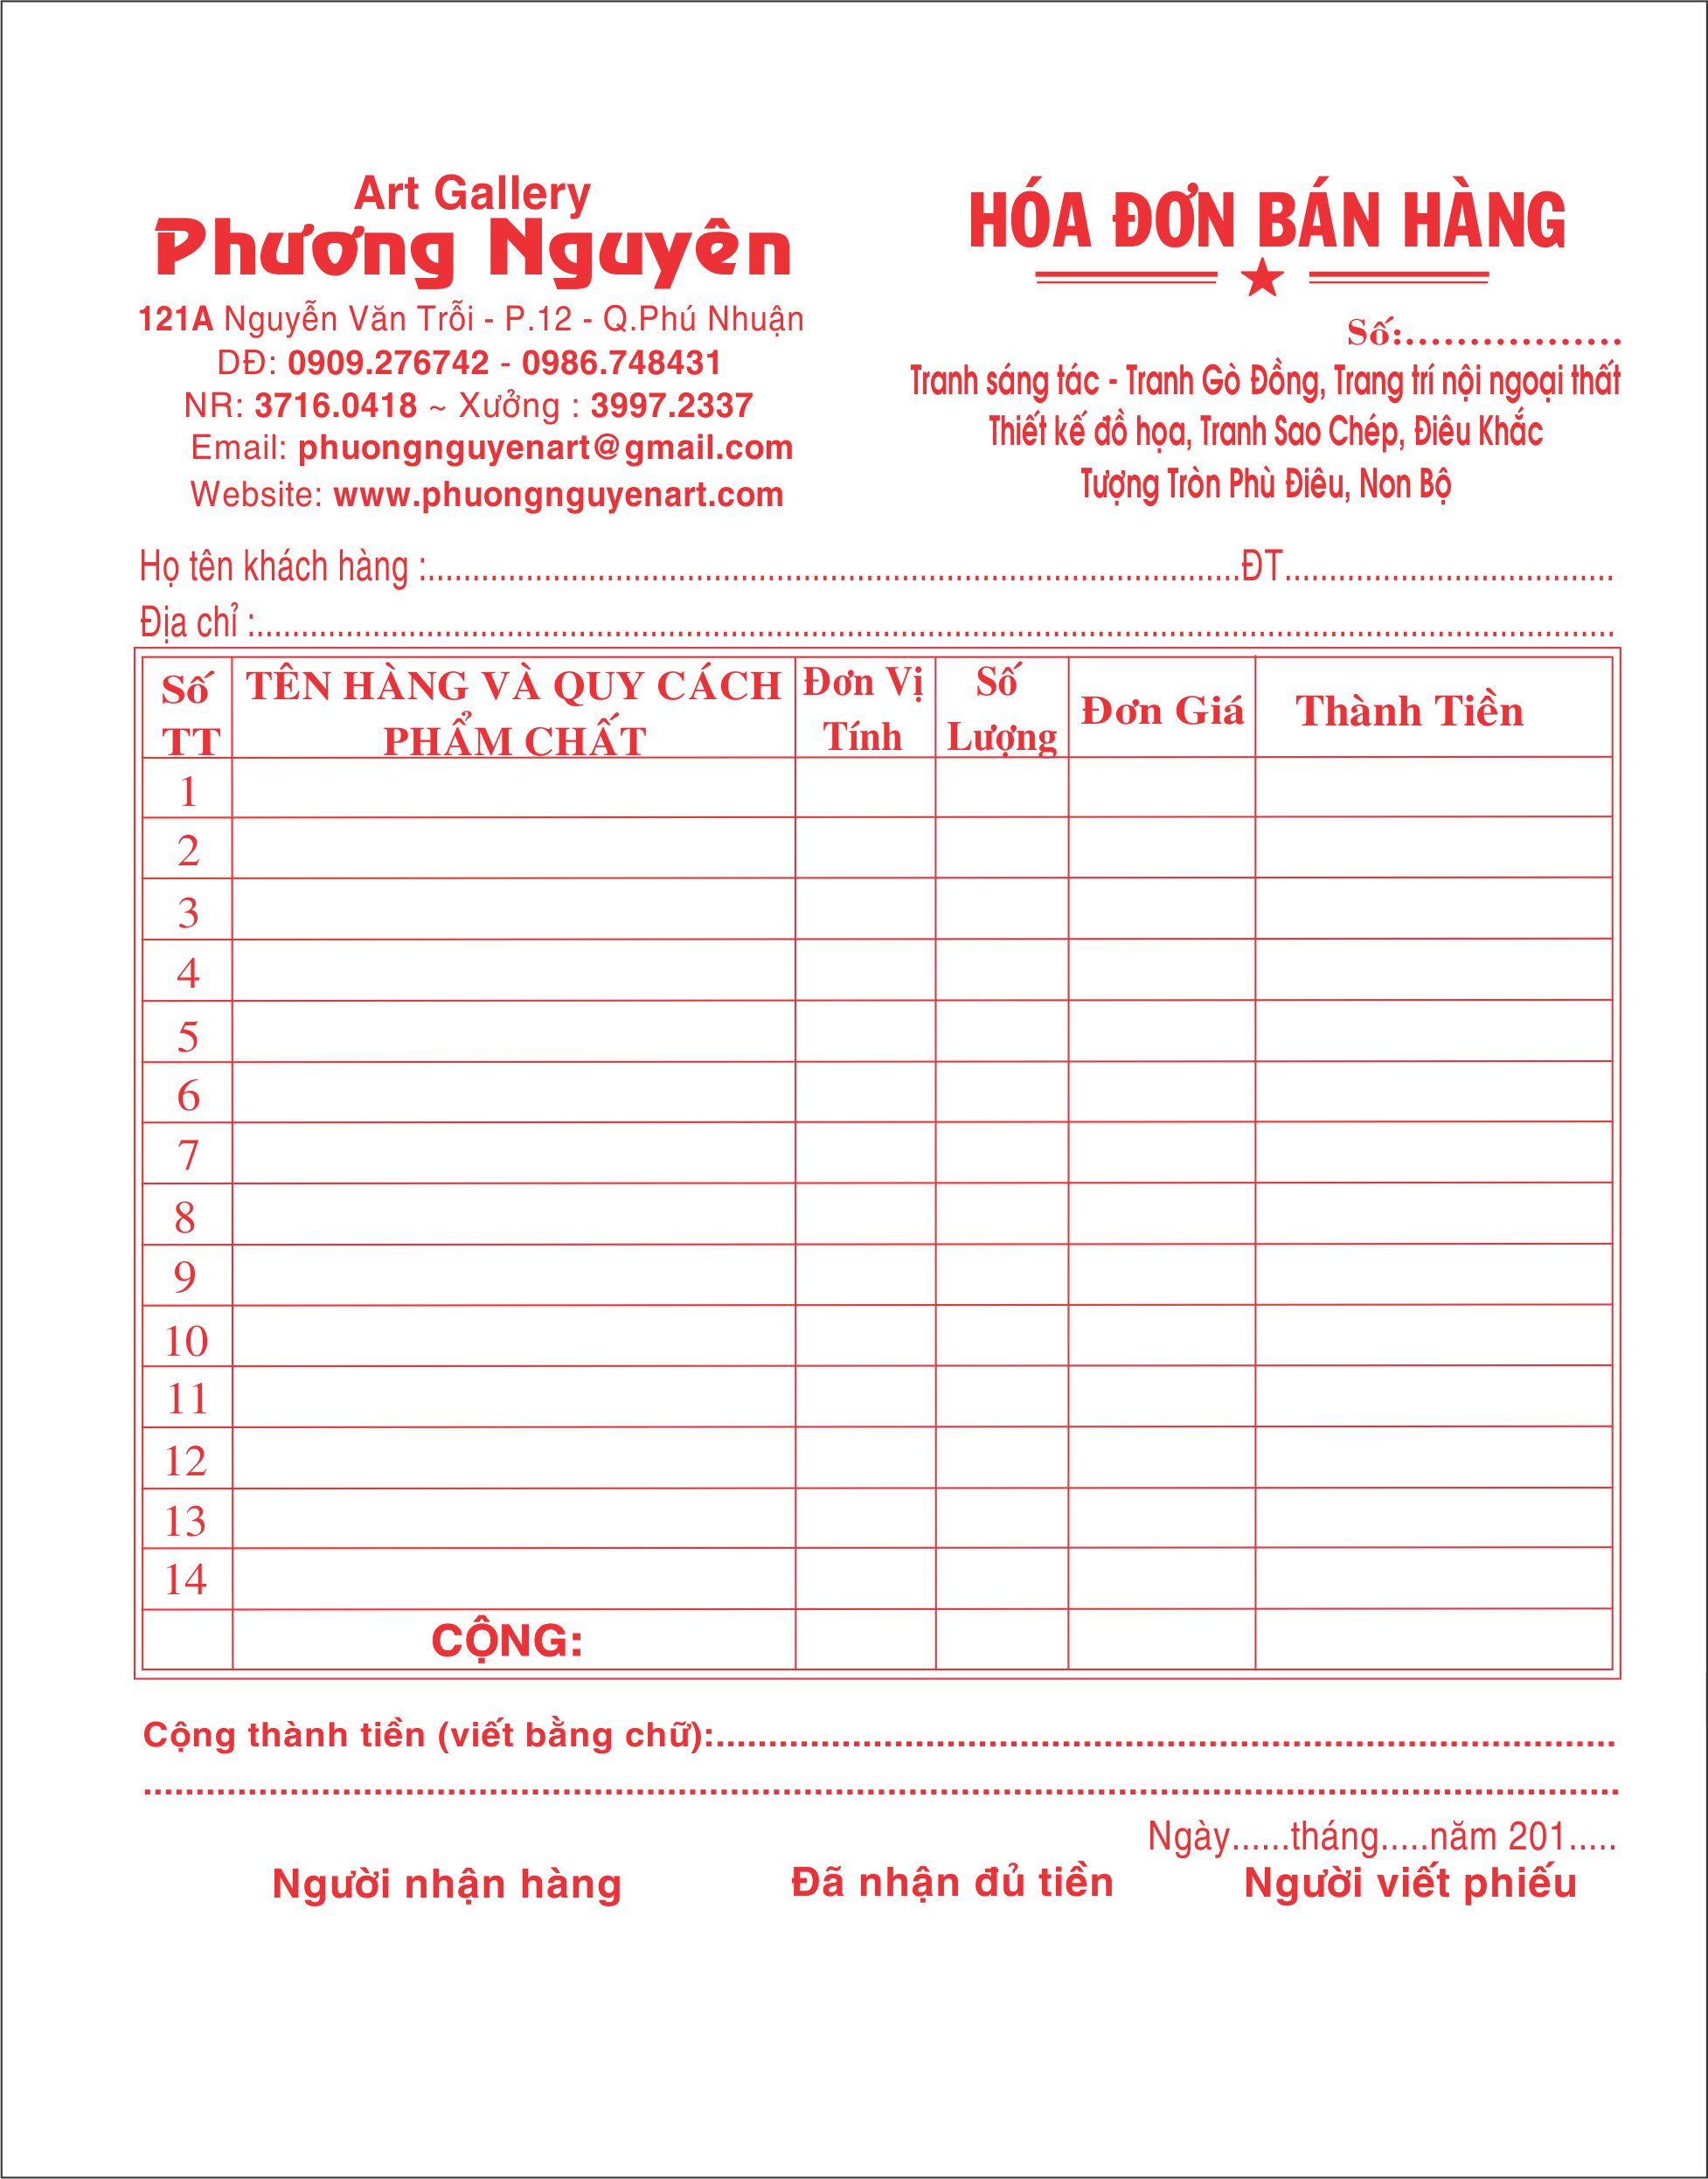 Art Gallery
Phương Nguyên
121A Nguyễn Văn Trỗi - P.12 - Q.Phú Nhuận
DĐ: 0909.276742 - 0986.748431
NR: 3716.0418 ~ Xưởng : 3997.2337
Email: phuongnguyenart@gmail.com
Website: www.phuongnguyenart.com
HÓA ĐƠN BÁN HÀNG
Số:.................
Tranh sáng tác - Tranh Gò Đồng, Trang trí nội ngoại thất
Thiết kế đồ họa, Tranh Sao Chép, Điêu Khắc
Tượng Tròn Phù Điêu, Non Bộ
Họ tên khách hàng :..........................................................................................ĐT.....................................
Địa chỉ :.......................................................................................................................................................
Số TT | TÊN HÀNG VÀ QUY CÁCH PHẨM CHẤT | Đơn Vị Tính | Số Lượng | Đơn Giá | Thành Tiền
1
2
3
4
5
6
7
8
9
10
11
12
13
14
CỘNG:
Cộng thành tiền (viết bằng chữ):.....................................................................................
............................................................................................................................................
Ngày......tháng.....năm 201.....
Người nhận hàng Đã nhận đủ tiền Người viết phiếu